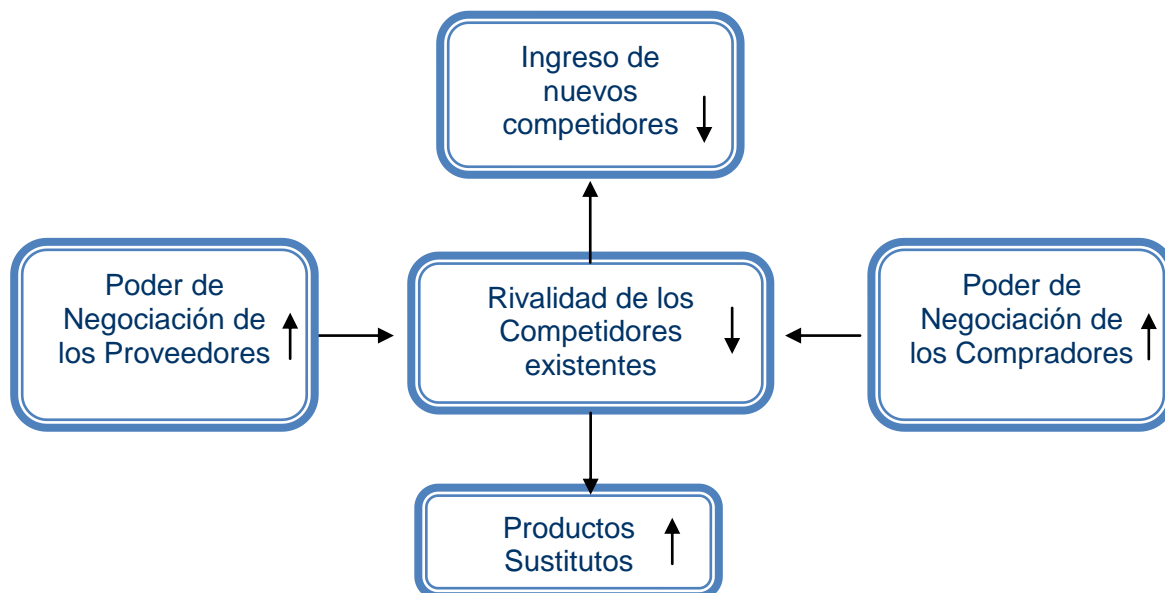 Ingreso de
nuevos
competidores
Poder de
Negociación de
los Proveedores
Rivalidad de los
Competidores
existentes
Poder de
Negociación de
los Compradores
Productos
Sustitutos